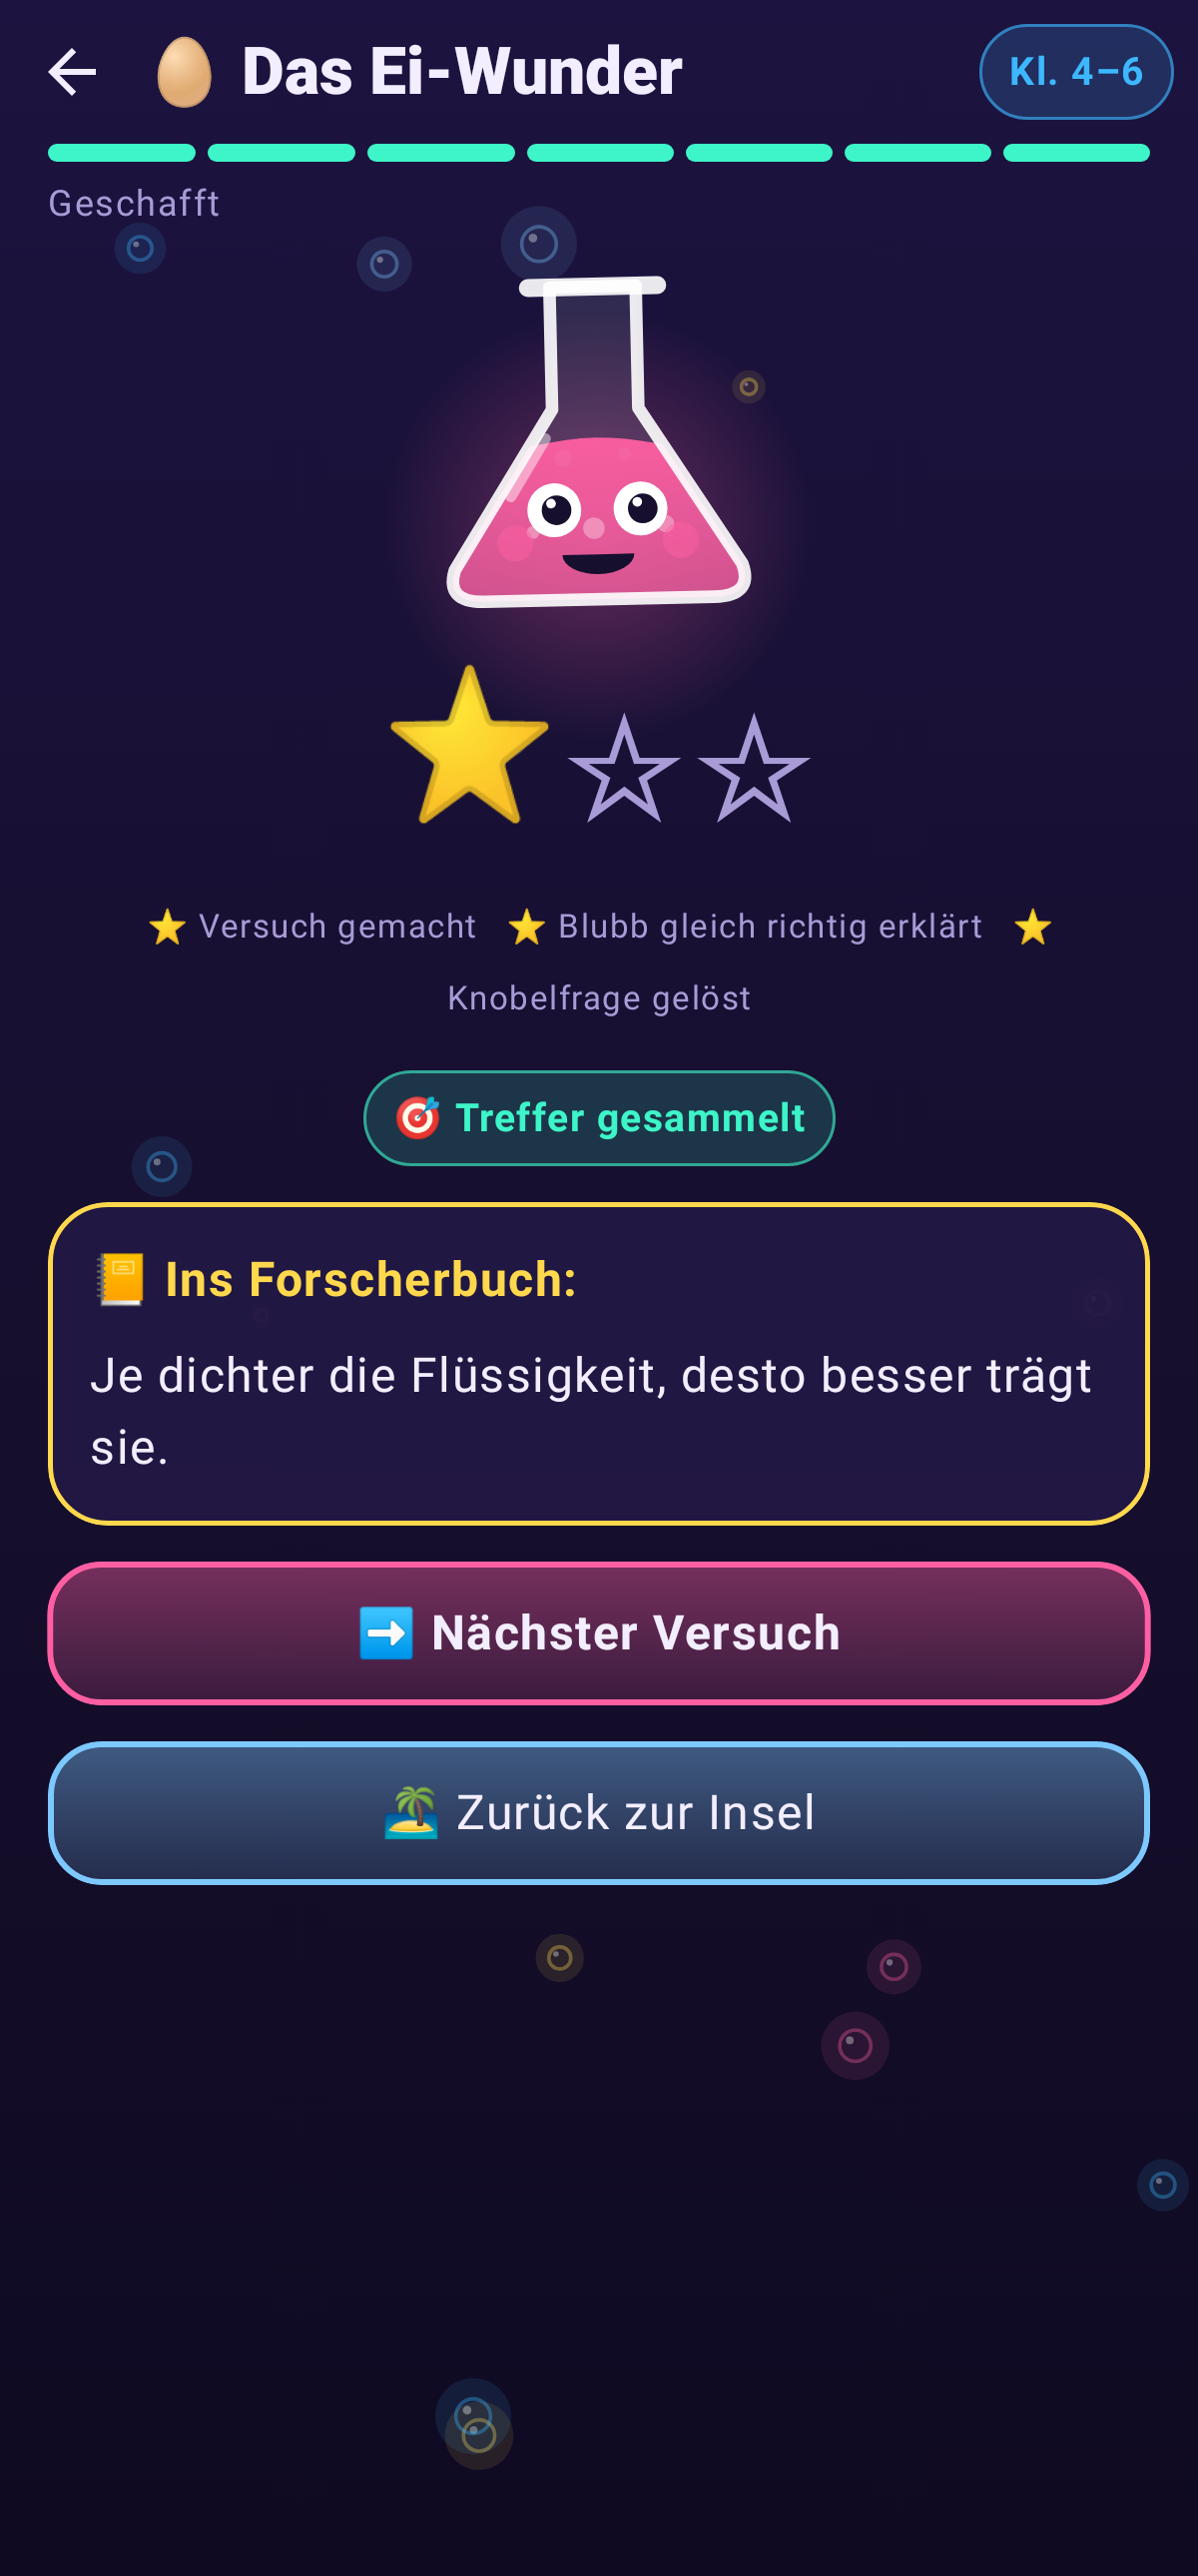 Das Ei-Wunder
Kl. 4–6
Geschafft
Versuch gemacht Blubb gleich richtig erklärt
Knobelfrage gelöst
Treffer gesammelt
Ins Forscherbuch:
Je dichter die Flüssigkeit, desto besser trägt
sie.
Nächster Versuch
Zurück zur Insel